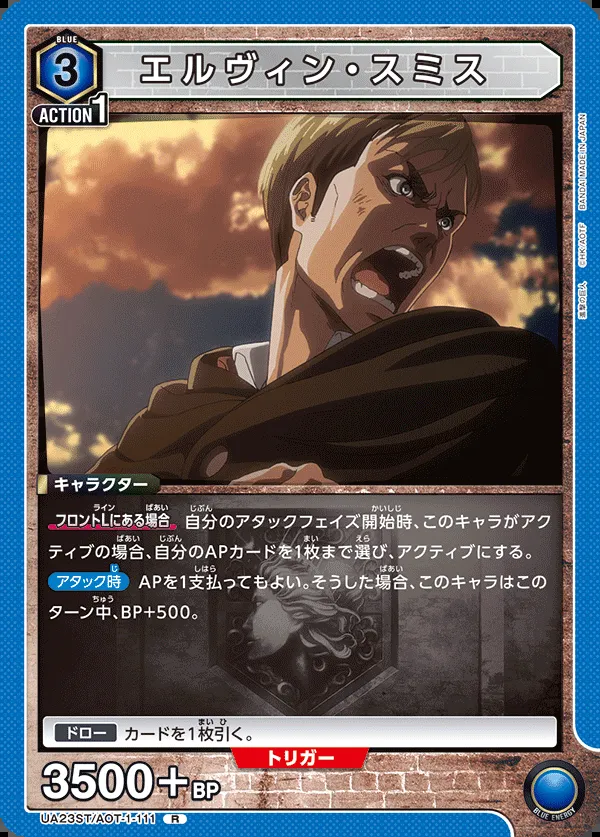 BLUE
3
ACTION 1
エルヴィン・スミス
BANDAI MADE IN JAPAN
©HK/AOTF
進撃の巨人
キャラクター
フロントLにある場合 自分のアタックフェイズ開始時、このキャラがアク
ティブの場合、自分のAPカードを1枚まで選び、アクティブにする。
アタック時 APを1支払ってもよい。そうした場合、このキャラはこの
ターン中、BP+500。
ドロー カードを1枚引く。
トリガー
3500+BP
BLUE ENERGY
UA23ST/AOT-1-111 R